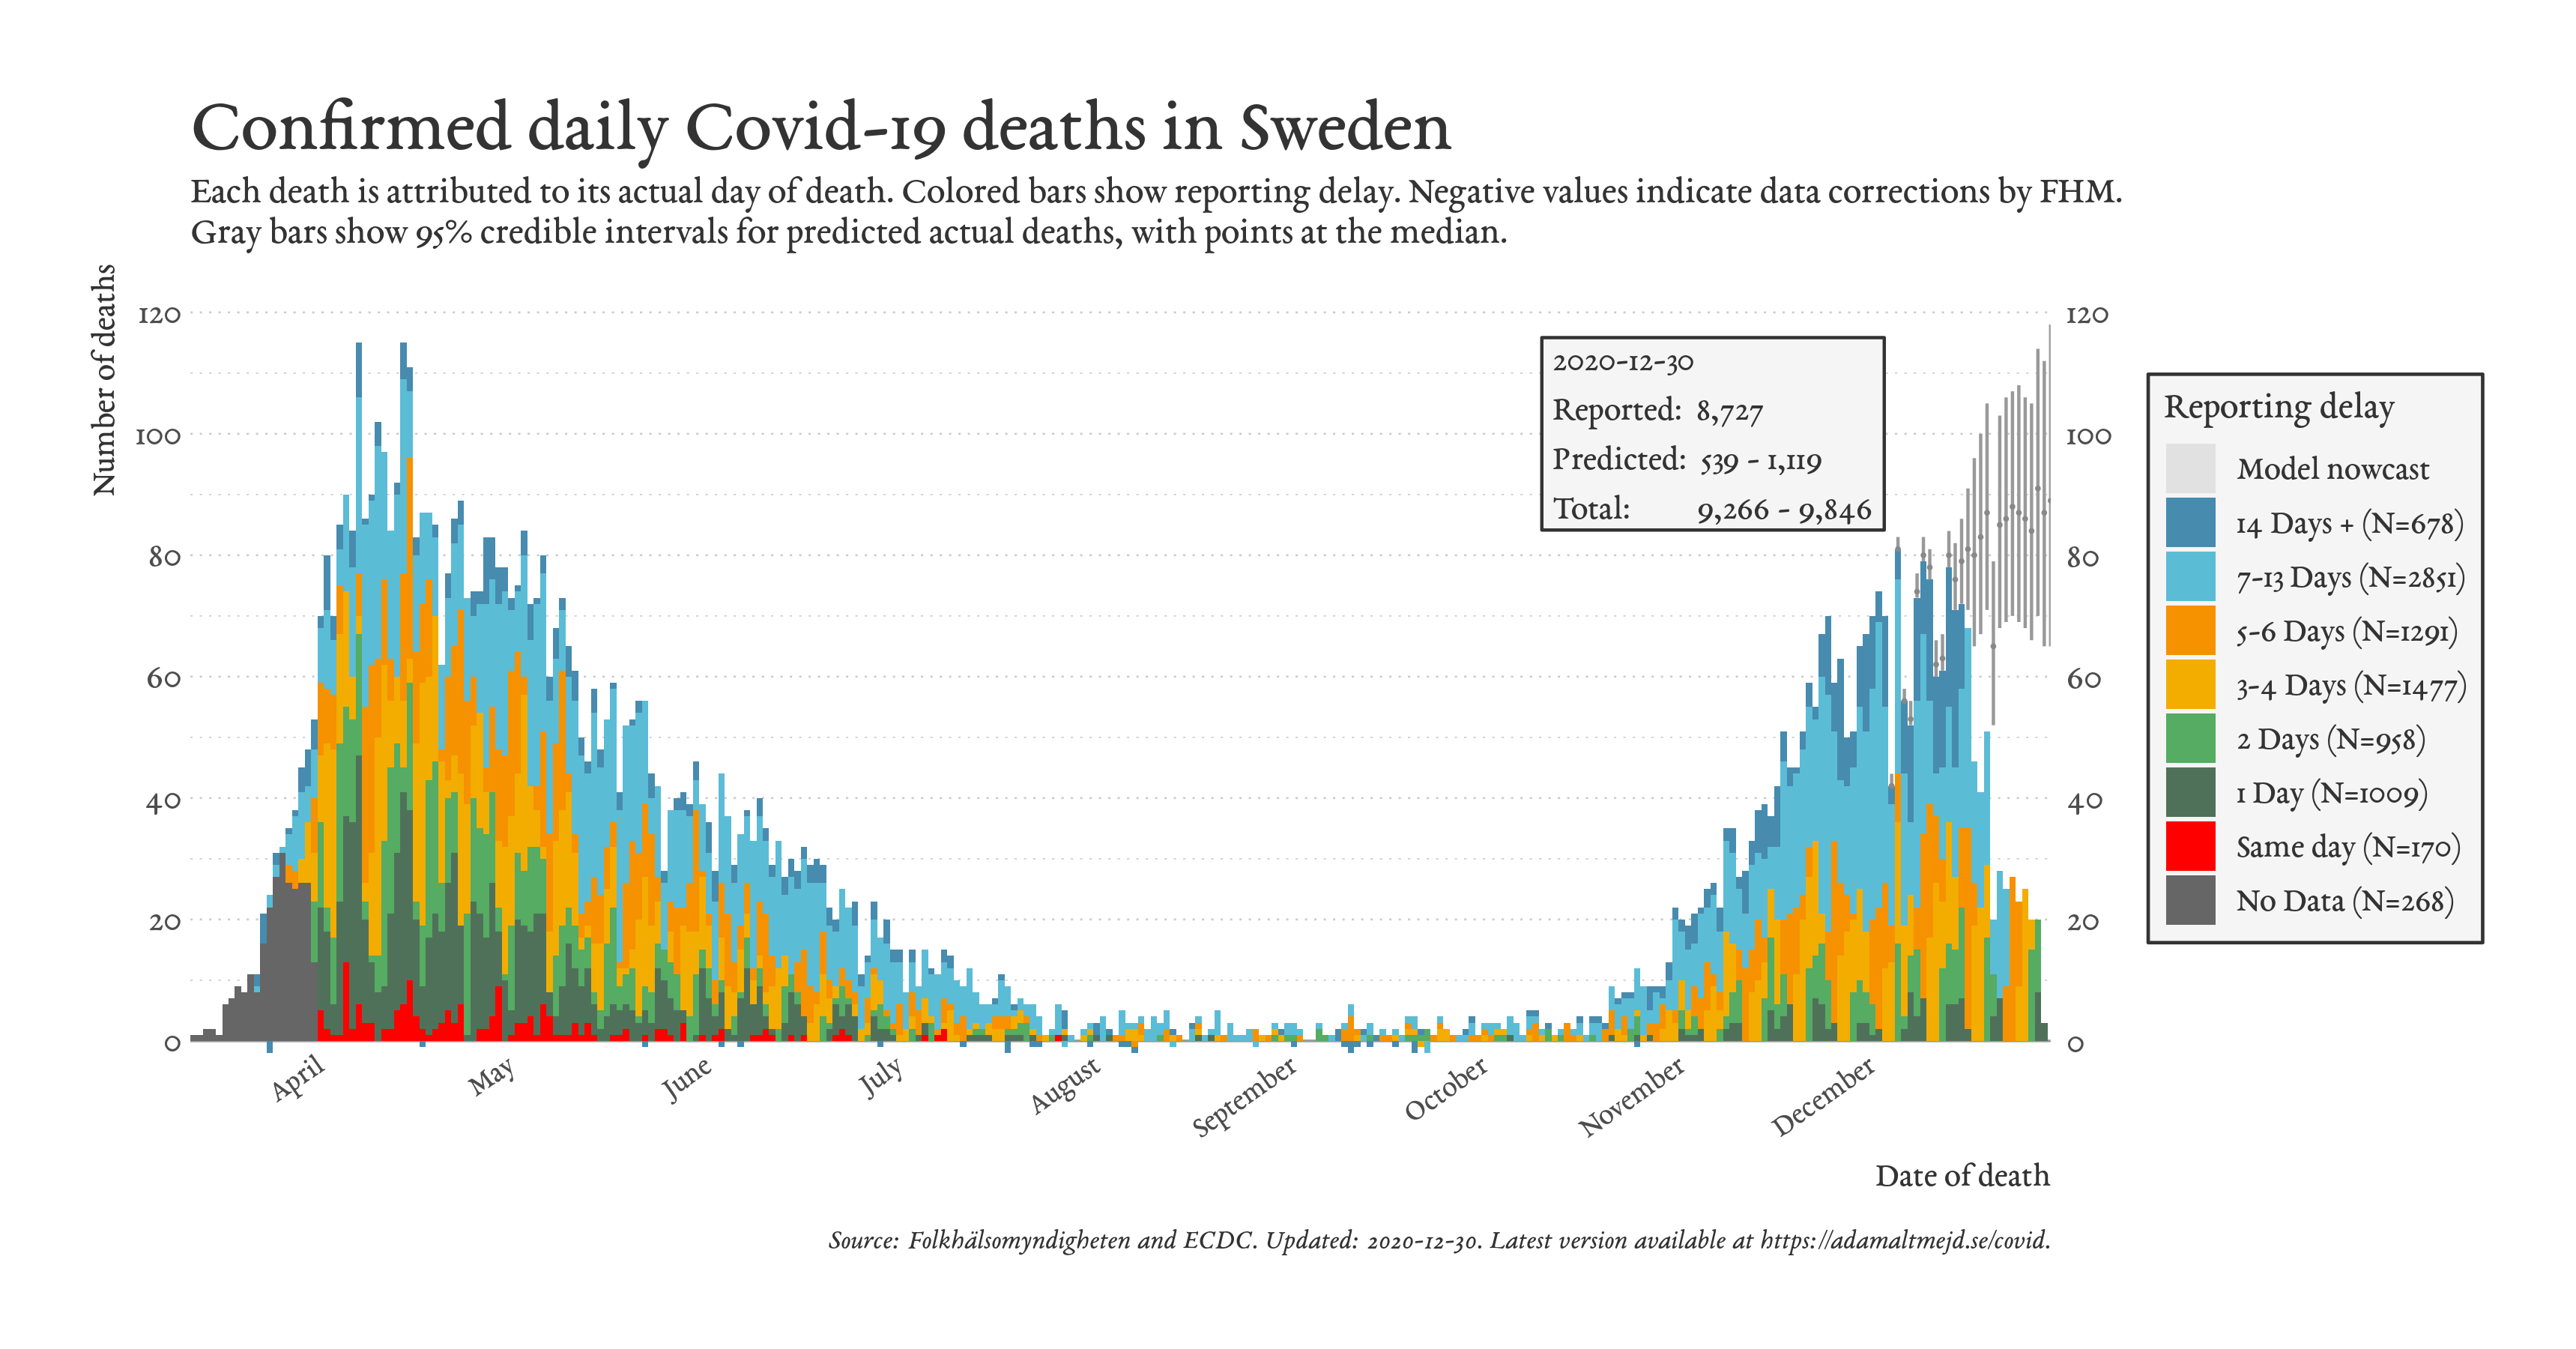 Confirmed daily Covid-19 deaths in Sweden
Each death is attributed to its actual day of death. Colored bars show reporting delay. Negative values indicate data corrections by FHM.
Gray bars show 95% credible intervals for predicted actual deaths, with points at the median.
Number of deaths
120
100
80
60
40
20
0
2020-12-30
Reported: 8,727
Predicted: 539 - 1,119
Total: 9,266 - 9,846
120
100
80
60
40
20
0
Reporting delay
Model nowcast
14 Days + (N=678)
7-13 Days (N=2851)
5-6 Days (N=1291)
3-4 Days (N=1477)
2 Days (N=958)
1 Day (N=1009)
Same day (N=170)
No Data (N=268)
April
May
June
July
August
September
October
November
December
Date of death
Source: Folkhälsomyndigheten and ECDC. Updated: 2020-12-30. Latest version available at https://adamaltmejd.se/covid.